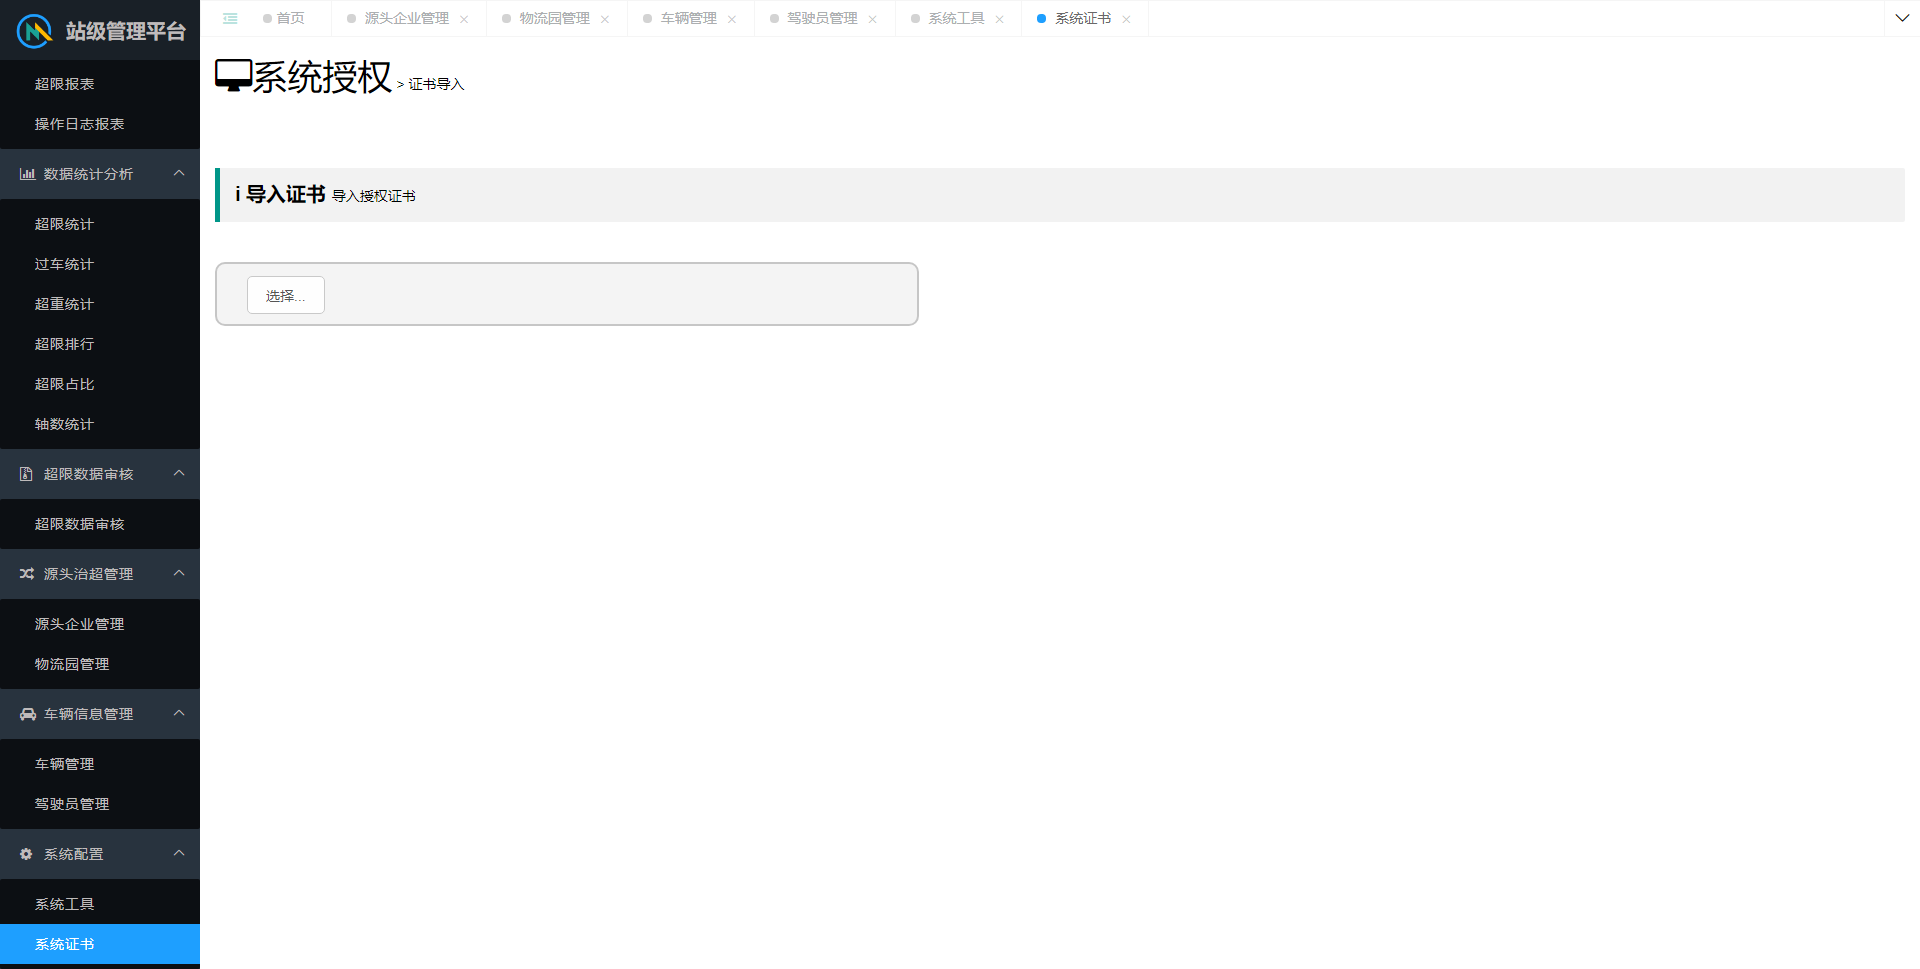 站级管理平台
首页
源头企业管理
物流园管理
车辆管理
驾驶员管理
系统工具
系统证书
超限报表
操作日志报表
数据统计分析
超限统计
过车统计
超重统计
超限排行
超限占比
轴数统计
超限数据审核
超限数据审核
源头治超管理
源头企业管理
物流园管理
车辆信息管理
车辆管理
驾驶员管理
系统配置
系统工具
系统证书
系统授权 > 证书导入
i 导入证书 导入授权证书
选择...